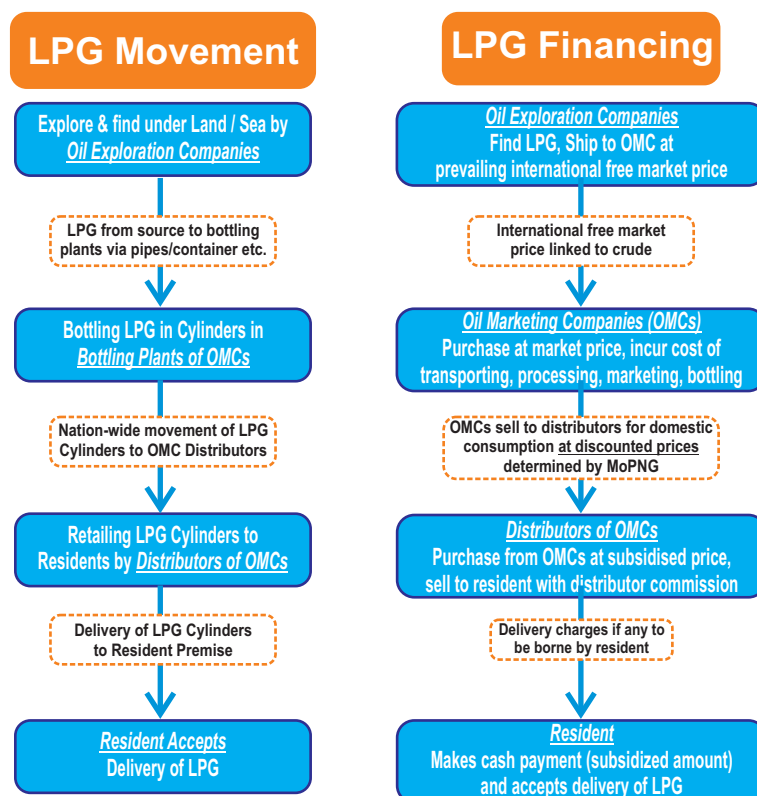 LPG Movement
Explore & find under Land / Sea by
Oil Exploration Companies
LPG from source to bottling
plants via pipes/container etc.
Bottling LPG in Cylinders in
Bottling Plants of OMCs
Nation-wide movement of LPG
Cylinders to OMC Distributors
Retailing LPG Cylinders to
Residents by Distributors of OMCs
Delivery of LPG Cylinders
to Resident Premise
Resident Accepts
Delivery of LPG
LPG Financing
Oil Exploration Companies
Find LPG, Ship to OMC at
prevailing international free market price
International free market
price linked to crude
Oil Marketing Companies (OMCs)
Purchase at market price, incur cost of
transporting, processing, marketing, bottling
OMCs sell to distributors for domestic
consumption at discounted prices
determined by MoPNG
Distributors of OMCs
Purchase from OMCs at subsidised price,
sell to resident with distributor commission
Delivery charges if any to
be borne by resident
Resident
Makes cash payment (subsidized amount)
and accepts delivery of LPG